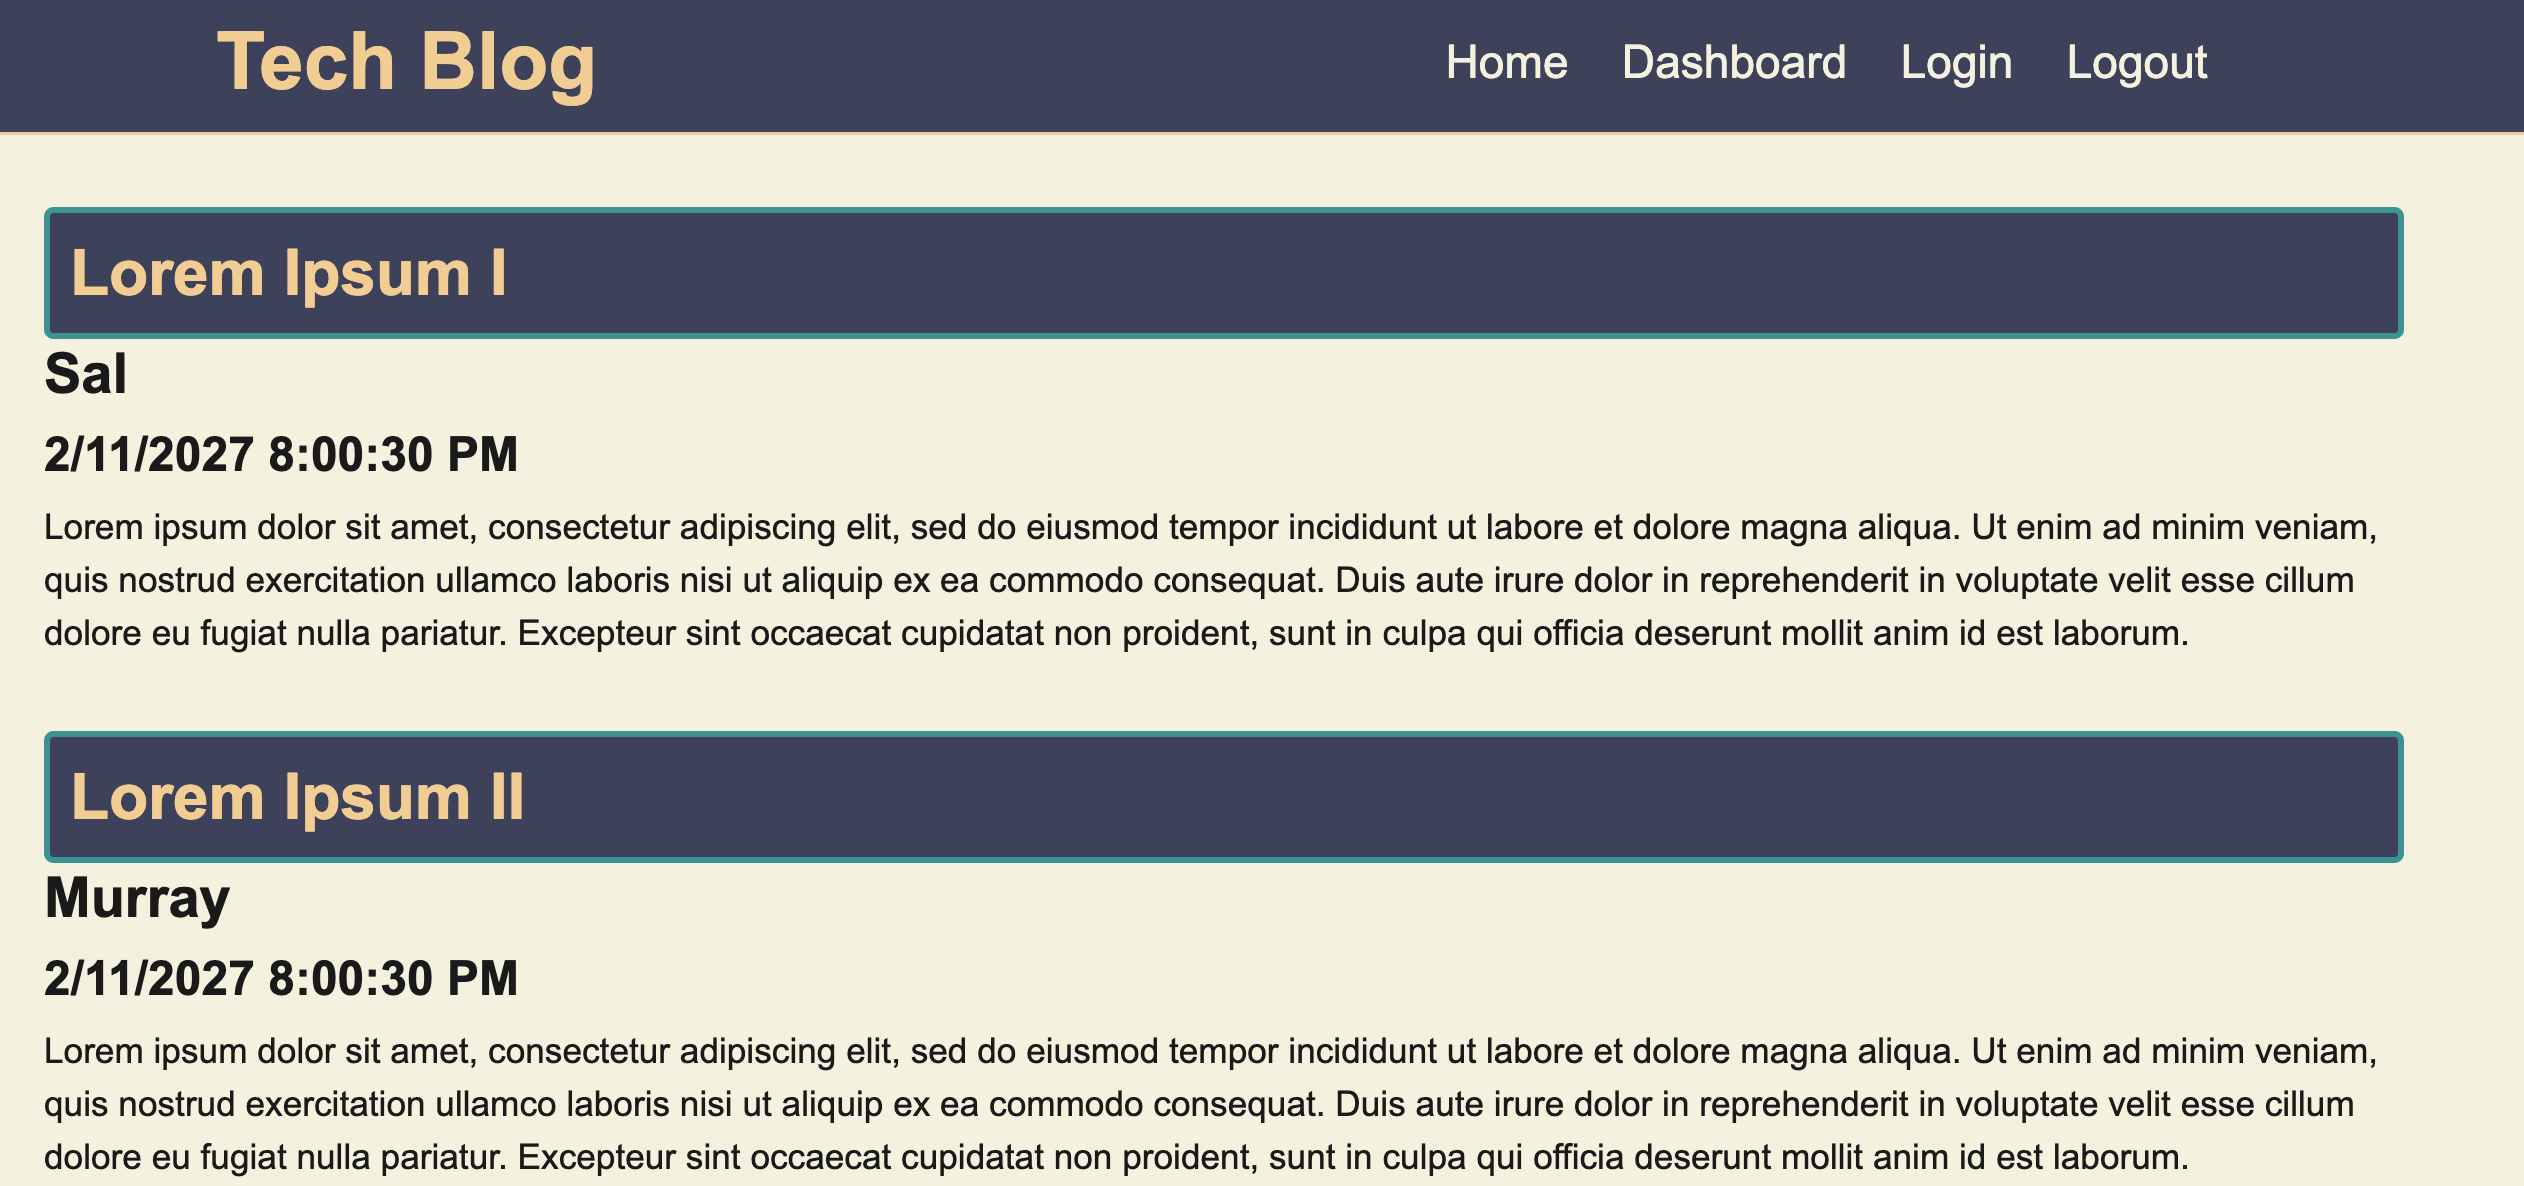 Tech Blog
Home Dashboard Login Logout
Lorem Ipsum I
Sal
2/11/2027 8:00:30 PM
Lorem ipsum dolor sit amet, consectetur adipiscing elit, sed do eiusmod tempor incididunt ut labore et dolore magna aliqua. Ut enim ad minim veniam,
quis nostrud exercitation ullamco laboris nisi ut aliquip ex ea commodo consequat. Duis aute irure dolor in reprehenderit in voluptate velit esse cillum
dolore eu fugiat nulla pariatur. Excepteur sint occaecat cupidatat non proident, sunt in culpa qui officia deserunt mollit anim id est laborum.
Lorem Ipsum II
Murray
2/11/2027 8:00:30 PM
Lorem ipsum dolor sit amet, consectetur adipiscing elit, sed do eiusmod tempor incididunt ut labore et dolore magna aliqua. Ut enim ad minim veniam,
quis nostrud exercitation ullamco laboris nisi ut aliquip ex ea commodo consequat. Duis aute irure dolor in reprehenderit in voluptate velit esse cillum
dolore eu fugiat nulla pariatur. Excepteur sint occaecat cupidatat non proident, sunt in culpa qui officia deserunt mollit anim id est laborum.